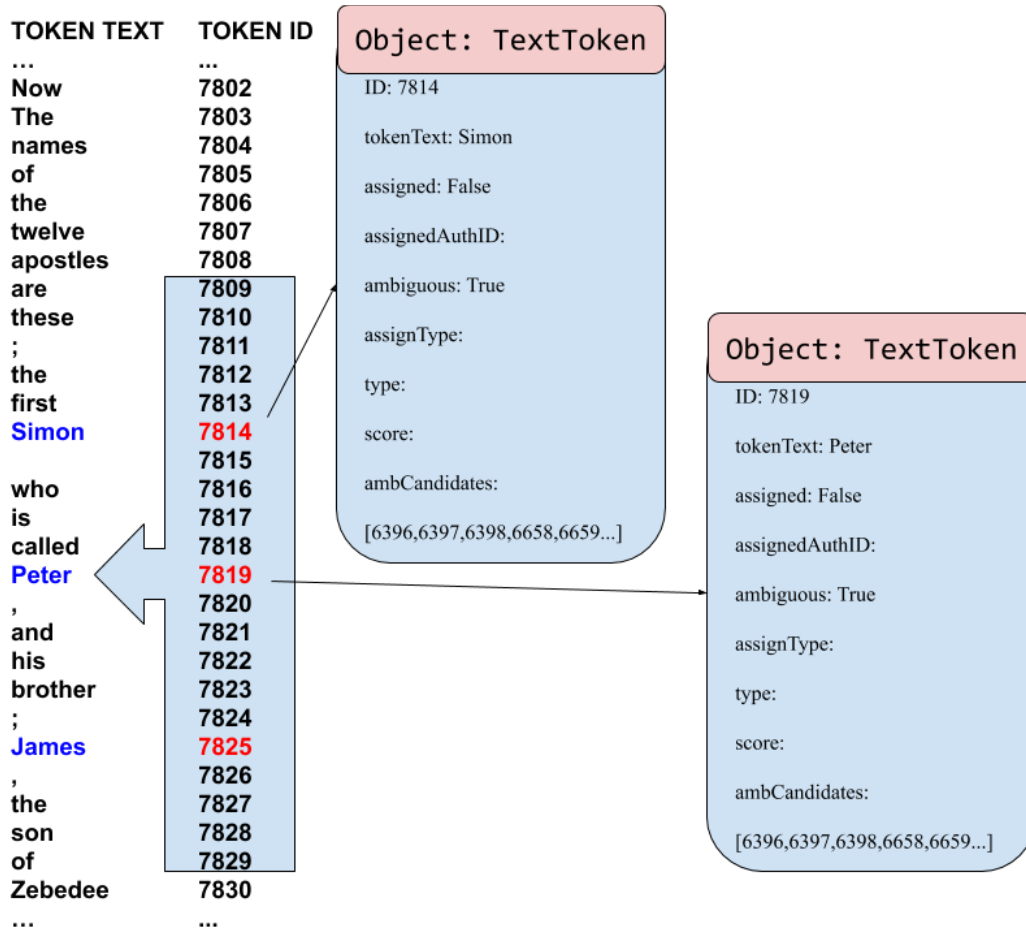 TOKEN TEXT TOKEN ID
... ...
Now 7802
The 7803
names 7804
of 7805
the 7806
twelve 7807
apostles 7808
are 7809
these 7810
; 7811
the 7812
first 7813
Simon 7814
7815
who 7816
is 7817
called 7818
Peter 7819
, 7820
and 7821
his 7822
brother 7823
; 7824
James 7825
, 7826
the 7827
son 7828
of 7829
Zebedee 7830
... ...
Object: TextToken
ID: 7814
tokenText: Simon
assigned: False
assignedAuthID:
ambiguous: True
assignType:
type:
score:
ambCandidates:
[6396,6397,6398,6658,6659...]
Object: TextToken
ID: 7819
tokenText: Peter
assigned: False
assignedAuthID:
ambiguous: True
assignType:
type:
score:
ambCandidates:
[6396,6397,6398,6658,6659...]